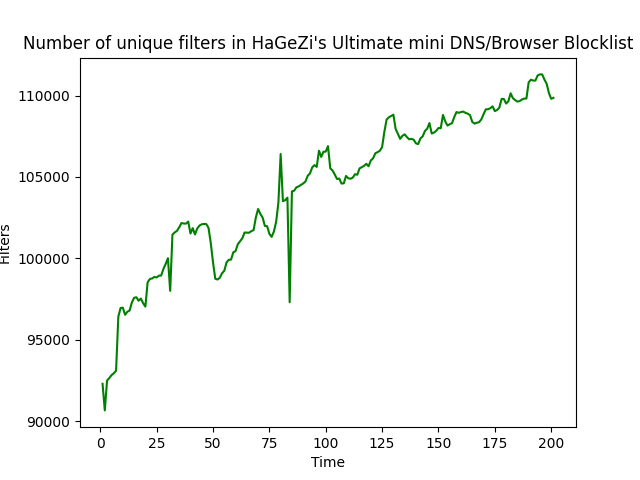 Number of unique filters in HaGeZi's Ultimate mini DNS/Browser Blocklist
110000
105000
100000
95000
90000
Filters
0 25 50 75 100 125 150 175 200
Time